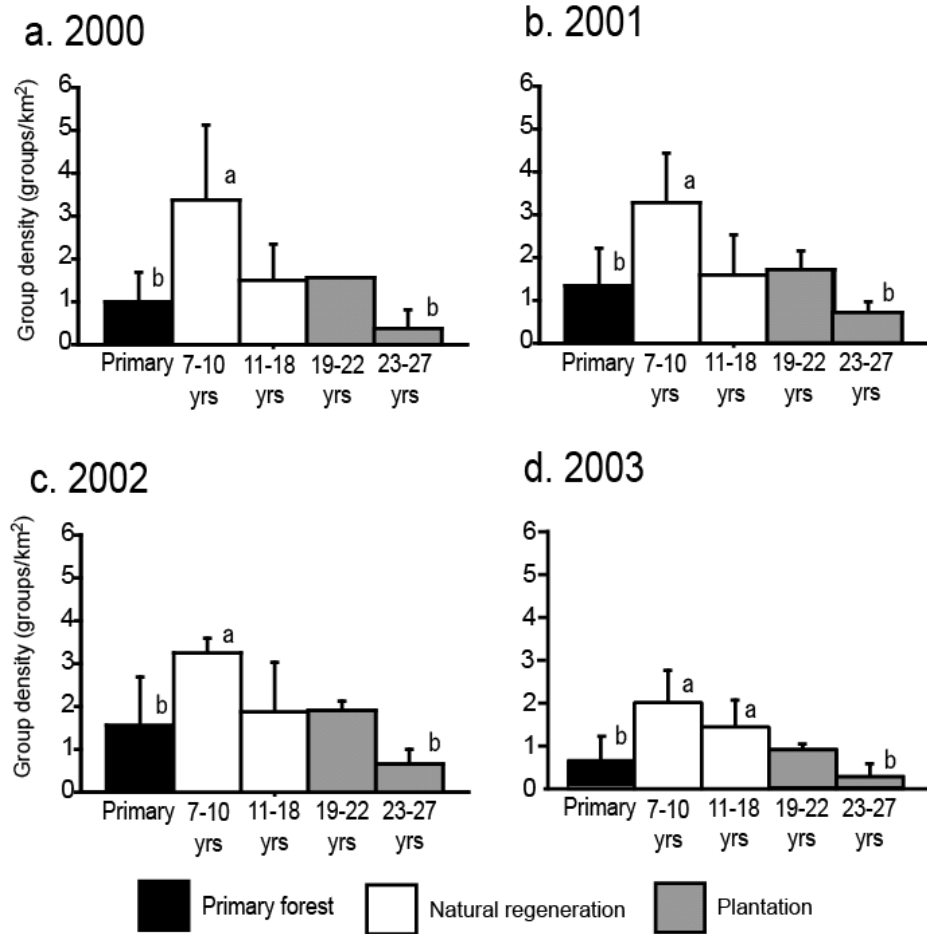 a. 2000
Group density (groups/km²)
6
5
4
3
2
1
0
a
b
b
Primary 7-10 11-18 19-22 23-27
yrs yrs yrs yrs
b. 2001
6
5
4
3
2
1
0
a
b
b
Primary 7-10 11-18 19-22 23-27
yrs yrs yrs yrs
c. 2002
Group density (groups/km²)
6
5
4
3
2
1
0
a
b
b
Primary 7-10 11-18 19-22 23-27
yrs yrs yrs yrs
d. 2003
6
5
4
3
2
1
0
a
a
b
b
Primary 7-10 11-18 19-22 23-27
yrs yrs yrs yrs
Primary forest Natural regeneration Plantation